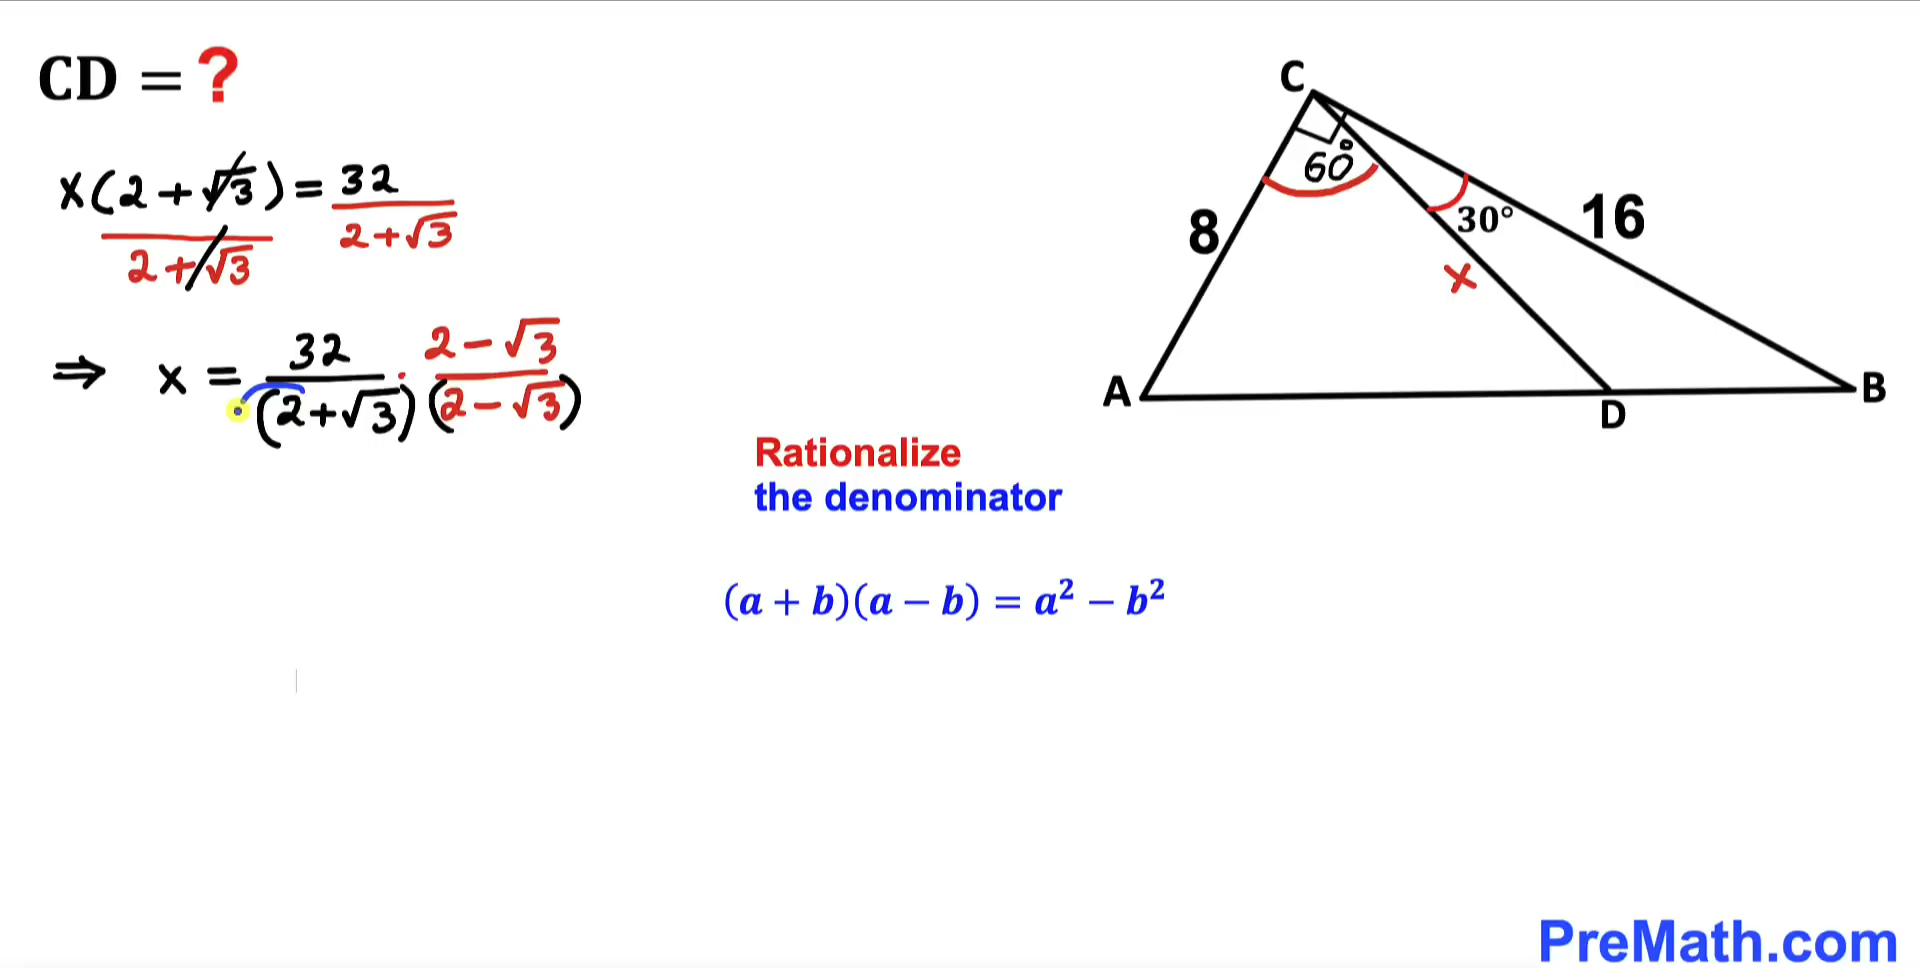 CD = ?
x(2 + √3) = 32
2 + √3 2 + √3
⇒ x = 32 · 2 − √3
(2 + √3) (2 − √3)
C
60°
8
30°
16
x
A
B
D
Rationalize
the denominator
(a + b)(a − b) = a² − b²
PreMath.com